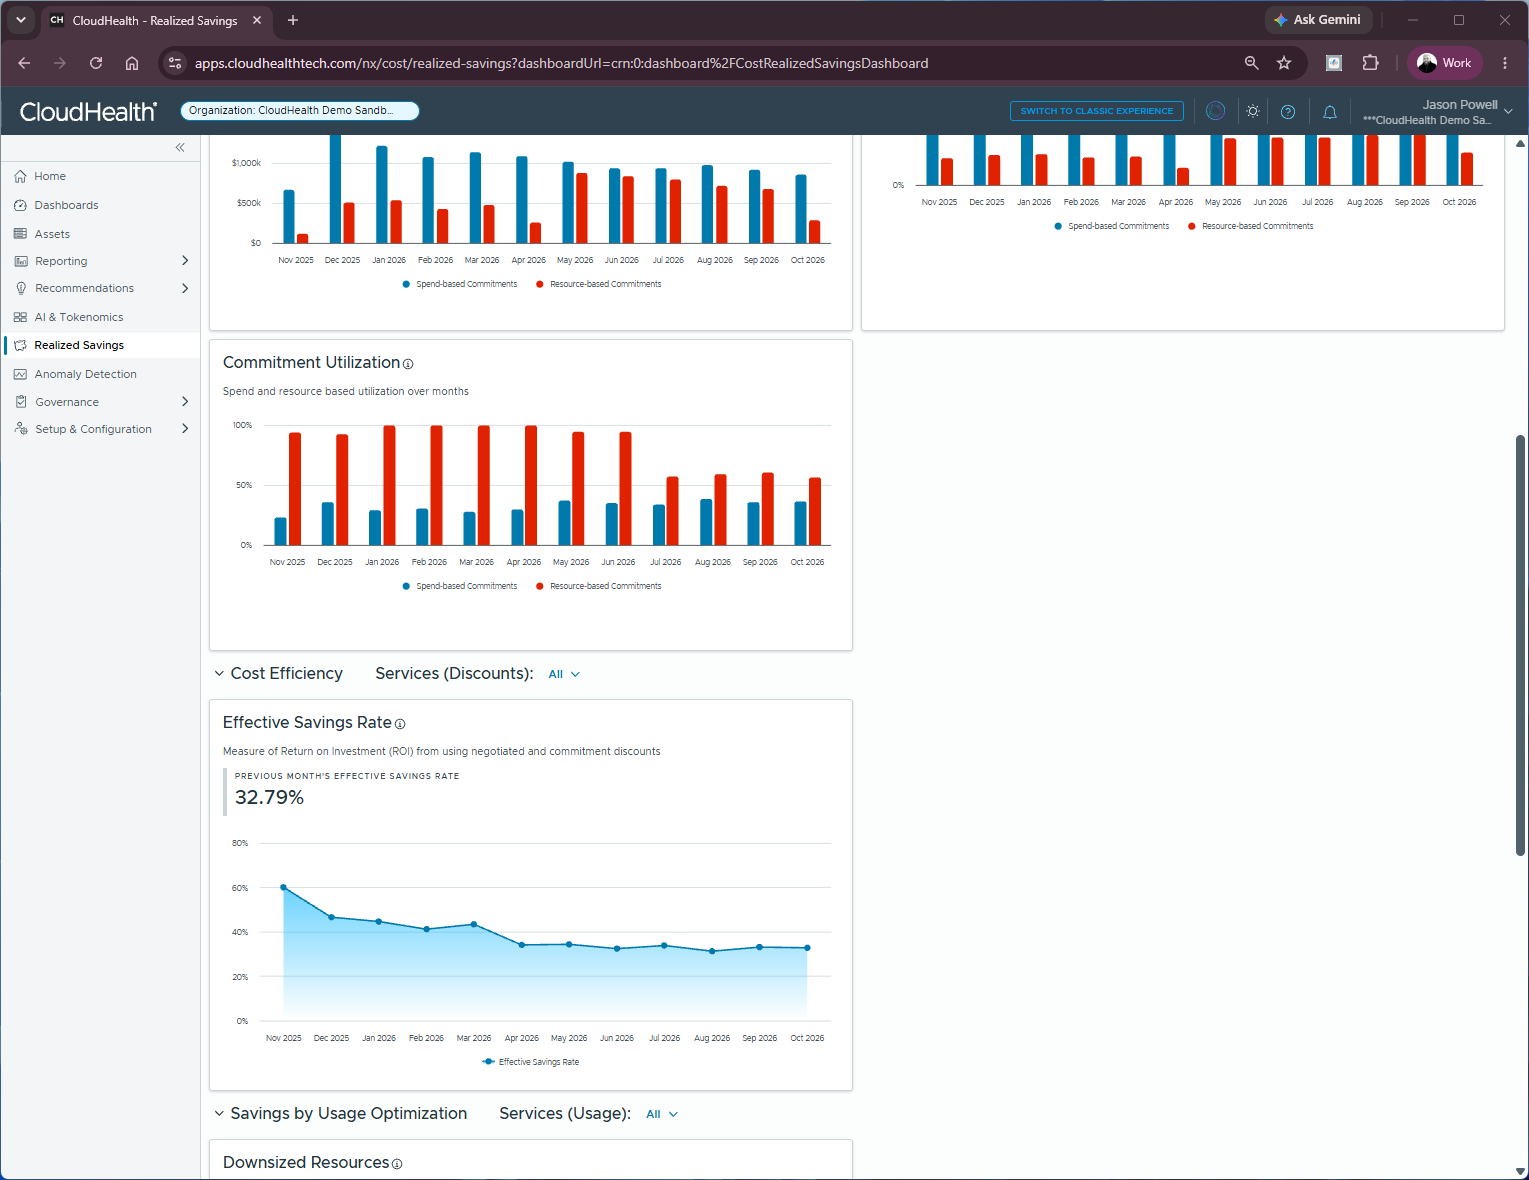 CH CloudHealth - Realized Savings
Ask Gemini
apps.cloudhealthtech.com/nx/cost/realized-savings?dashboardUrl=crn:0:dashboard%2FCostRealizedSavingsDashboard
Work
CloudHealth
Organization: CloudHealth Demo Sandb...
SWITCH TO CLASSIC EXPERIENCE
Jason Powell
***CloudHealth Demo Sa...
Home
Dashboards
Assets
Reporting
Recommendations
AI & Tokenomics
Realized Savings
Anomaly Detection
Governance
Setup & Configuration
$1,000k
$500k
$0
Nov 2025 Dec 2025 Jan 2026 Feb 2026 Mar 2026 Apr 2026 May 2026 Jun 2026 Jul 2026 Aug 2026 Sep 2026 Oct 2026
Spend-based Commitments Resource-based Commitments
0%
Nov 2025 Dec 2025 Jan 2026 Feb 2026 Mar 2026 Apr 2026 May 2026 Jun 2026 Jul 2026 Aug 2026 Sep 2026 Oct 2026
Spend-based Commitments Resource-based Commitments
Commitment Utilization
Spend and resource based utilization over months
100%
50%
0%
Nov 2025 Dec 2025 Jan 2026 Feb 2026 Mar 2026 Apr 2026 May 2026 Jun 2026 Jul 2026 Aug 2026 Sep 2026 Oct 2026
Spend-based Commitments Resource-based Commitments
Cost Efficiency Services (Discounts): All
Effective Savings Rate
Measure of Return on Investment (ROI) from using negotiated and commitment discounts
PREVIOUS MONTH'S EFFECTIVE SAVINGS RATE
32.79%
80%
60%
40%
20%
0%
Nov 2025 Dec 2025 Jan 2026 Feb 2026 Mar 2026 Apr 2026 May 2026 Jun 2026 Jul 2026 Aug 2026 Sep 2026 Oct 2026
Effective Savings Rate
Savings by Usage Optimization Services (Usage): All
Downsized Resources